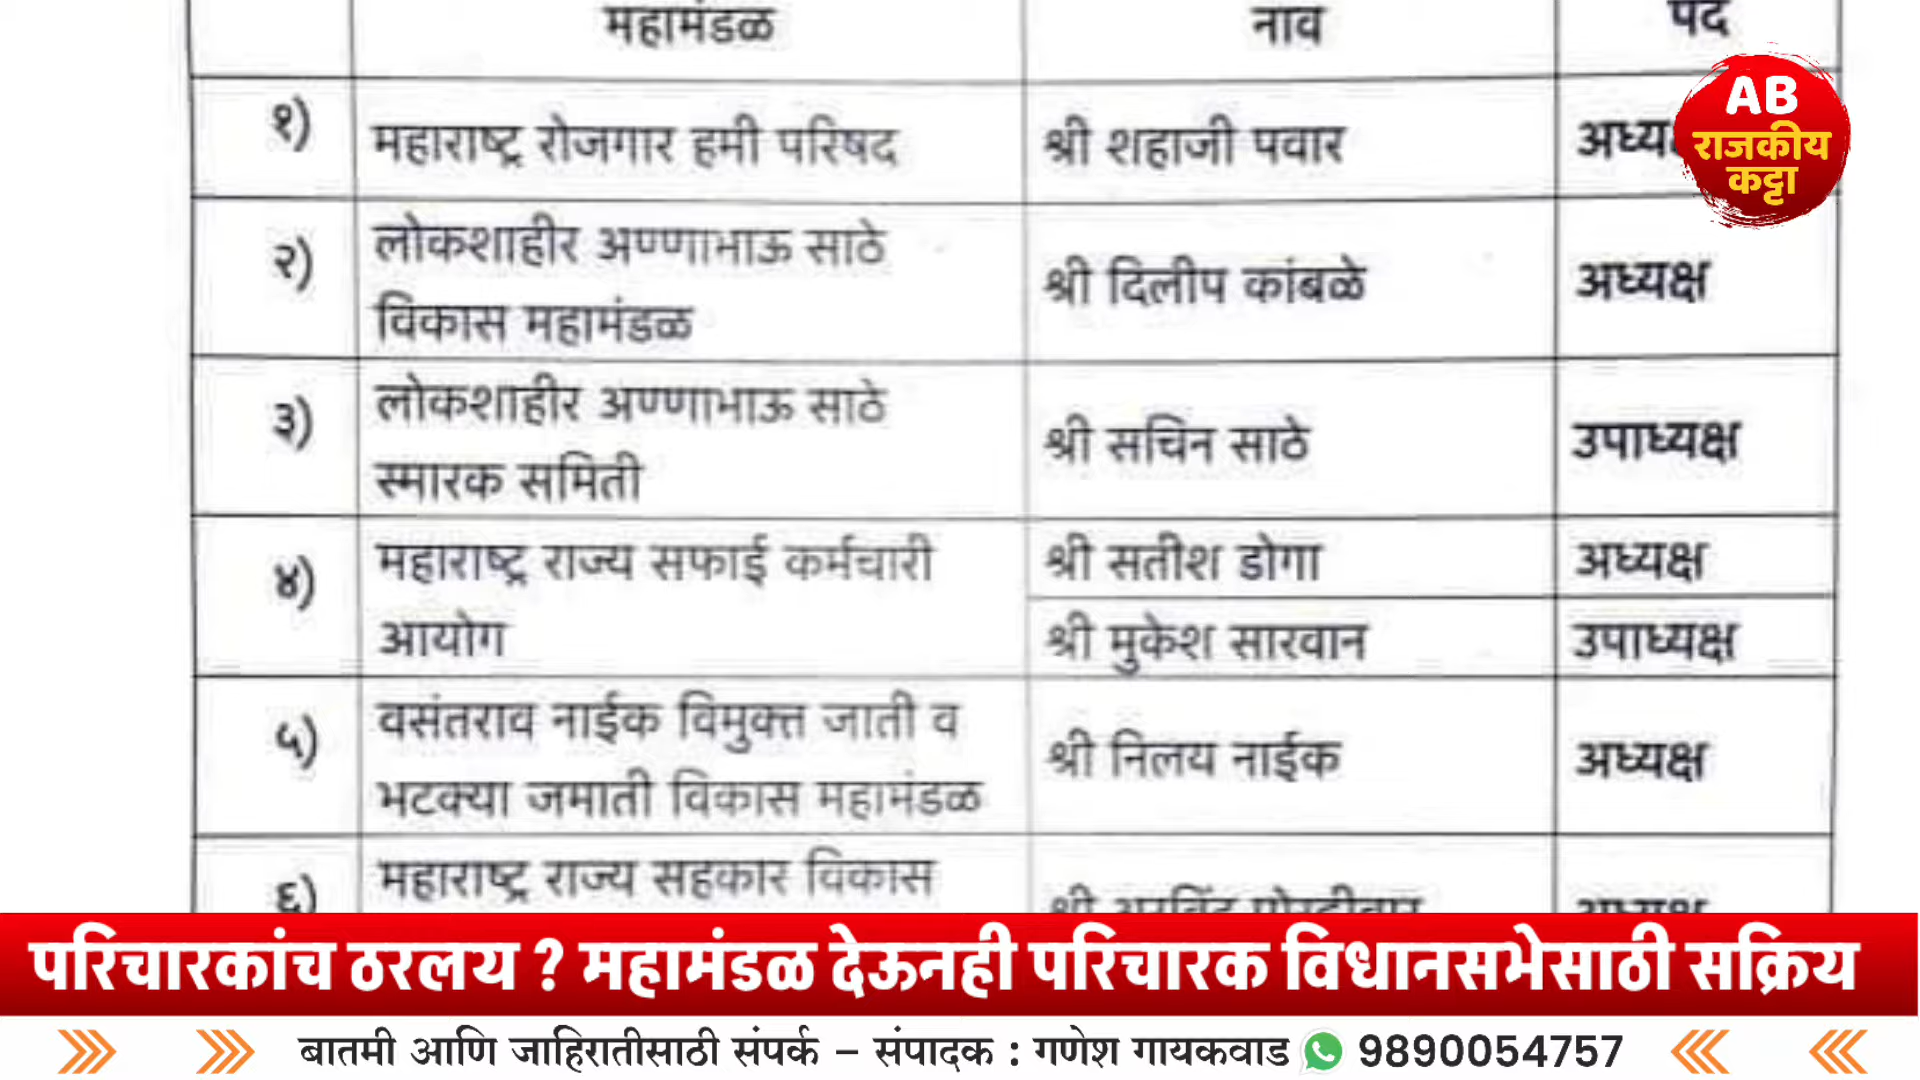 महामंडळ नाव पद
१) महाराष्ट्र रोजगार हमी परिषद श्री शहाजी पवार
AB
राजकीय
कट्टा
२) लोकशाहीर अण्णाभाऊ साठे
विकास महामंडळ श्री दिलीप कांबळे अध्यक्ष
३) लोकशाहीर अण्णाभाऊ साठे
स्मारक समिती श्री सचिन साठे उपाध्यक्ष
४) महाराष्ट्र राज्य सफाई कर्मचारी
आयोग
श्री सतीश डोगा अध्यक्ष
श्री मुकेश सारवान उपाध्यक्ष
५) वसंतराव नाईक विमुक्त जाती व
भटक्या जमाती विकास महामंडळ श्री निलय नाईक अध्यक्ष
६) महाराष्ट्र राज्य सहकार विकास
परिचारकांच ठरलय ? महामंडळ देऊनही परिचारक विधानसभेसाठी सक्रिय
बातमी आणि जाहिरातीसाठी संपर्क – संपादक : गणेश गायकवाड 9890054757